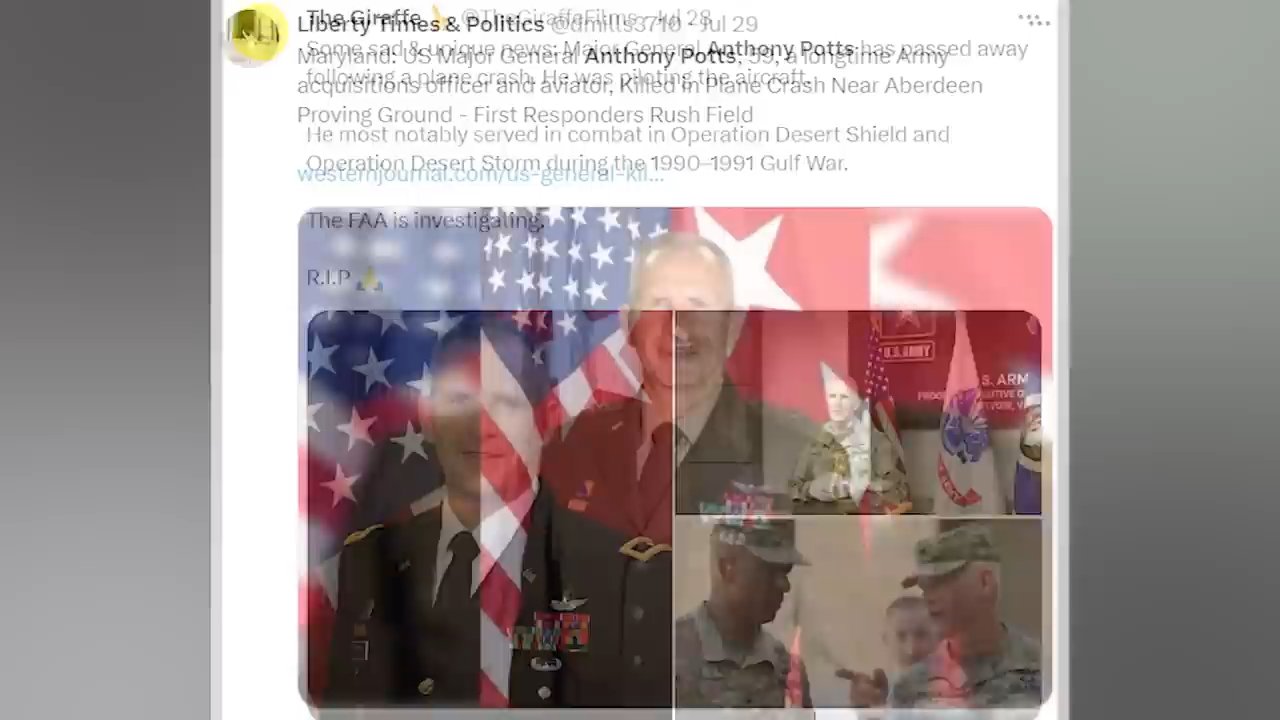 The Giraffe @TheGiraffeFilms · Jul 28
Liberty Times & Politics @dmills3710 · Jul 29
Some sad & unique news: Major General Anthony Potts has passed away
Maryland: US Major General Anthony Potts, 59, a longtime Army
following a plane crash. He was piloting the aircraft.
acquisitions officer and aviator, Killed in Plane Crash Near Aberdeen
Proving Ground - First Responders Rush Field
He most notably served in combat in Operation Desert Shield and
Operation Desert Storm during the 1990–1991 Gulf War.
westernjournal.com/us-general-kil...
The FAA is investigating.
R.I.P
U.S. ARMY
S. ARM